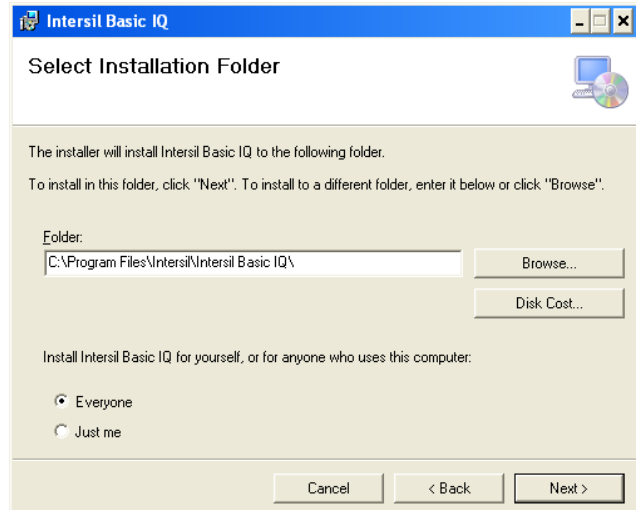 Intersil Basic IQ
Select Installation Folder
The installer will install Intersil Basic IQ to the following folder.
To install in this folder, click "Next". To install to a different folder, enter it below or click "Browse".
Folder:
C:\Program Files\Intersil\Intersil Basic IQ\
Browse...
Disk Cost...
Install Intersil Basic IQ for yourself, or for anyone who uses this computer:
Everyone
Just me
Cancel
< Back
Next >